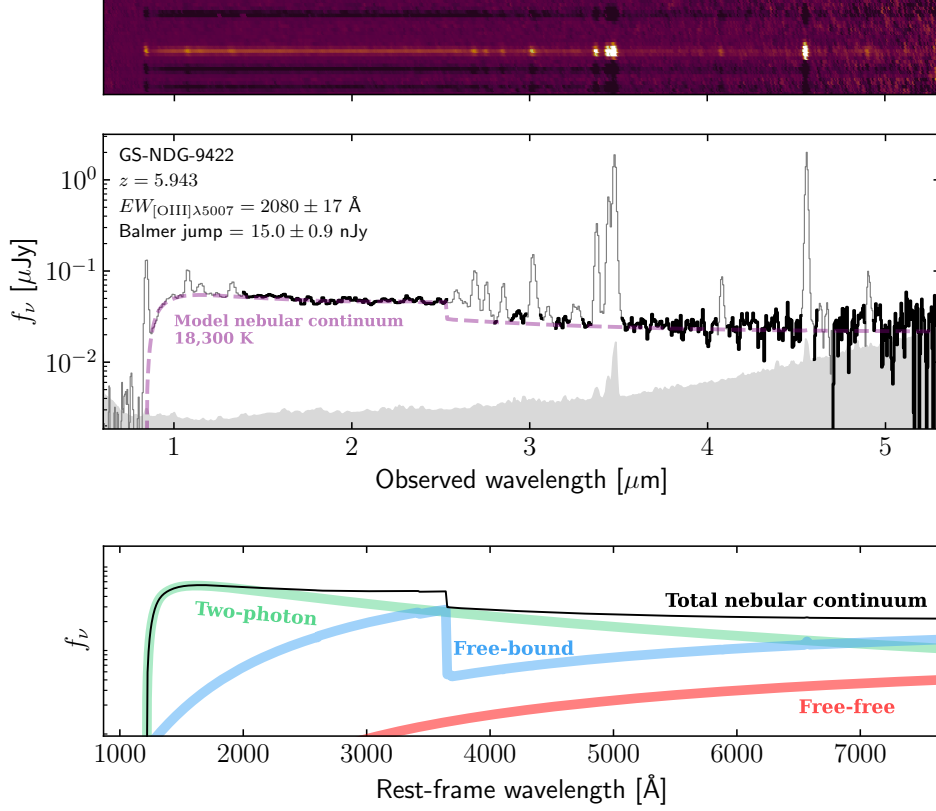 GS-NDG-9422
z = 5.943
EW[OIII]λ5007 = 2080 ± 17 Å
Balmer jump = 15.0 ± 0.9 nJy
10⁰
10⁻¹
10⁻²
fν [μJy]
Model nebular continuum
18,300 K
1 2 3 4 5
Observed wavelength [μm]
fν
Two-photon
Free-bound
Total nebular continuum
Free-free
1000 2000 3000 4000 5000 6000 7000
Rest-frame wavelength [Å]